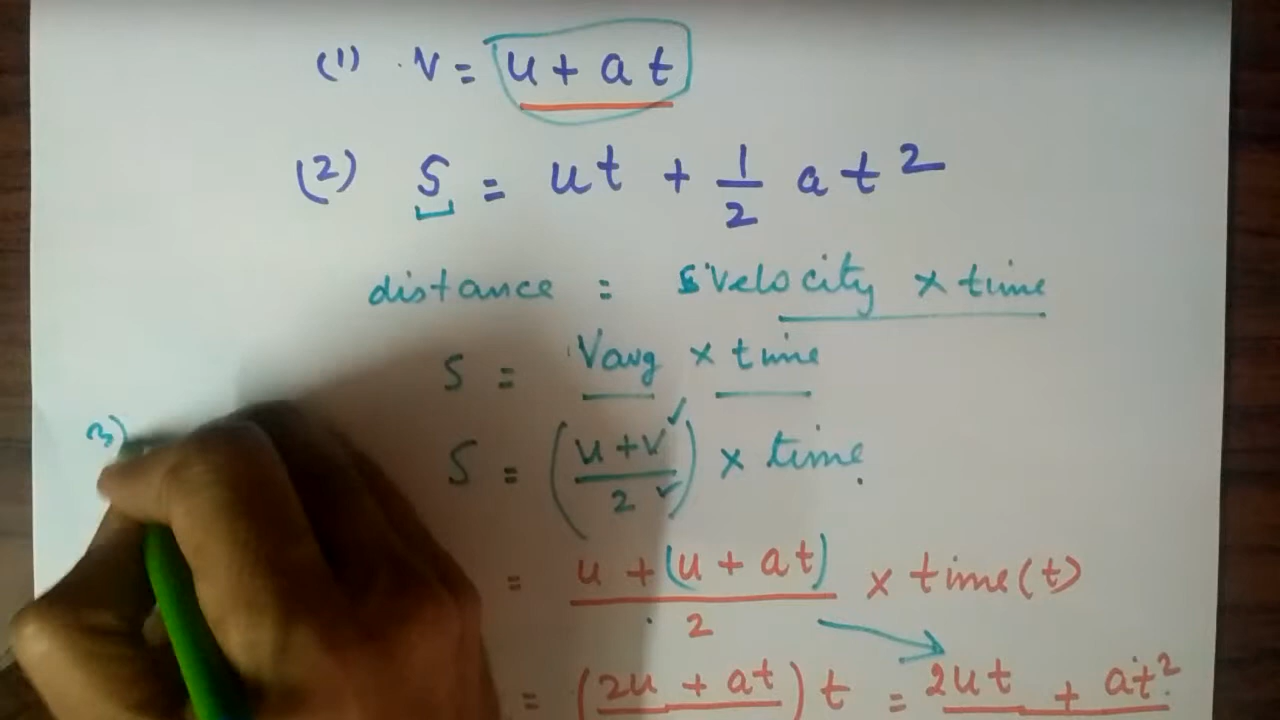 (1) V = u + at
(2) S = ut + 1/2 at²
distance = velocity × time
S = Vavg × time
3)
S = (u+v/2) × time
= u + (u + at)/2 × time(t)
= (2u + at) t = 2ut + at²